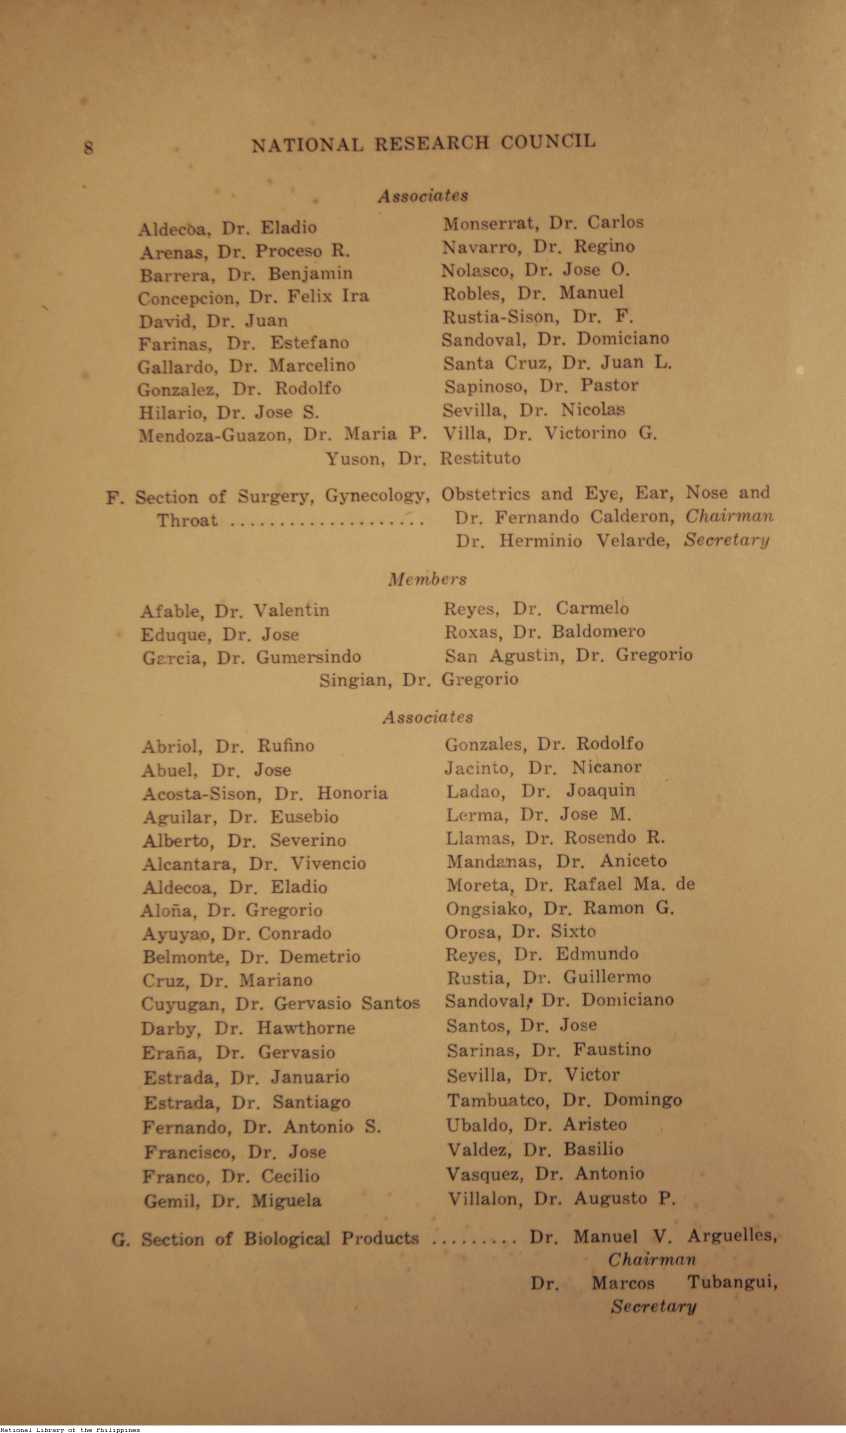 8 NATIONAL RESEARCH COUNCIL
Associates
Aldecoa, Dr. Eladio
Arenas, Dr. Proceso R.
Barrera, Dr. Benjamin
Concepcion, Dr. Felix Ira
David, Dr. Juan
Farinas, Dr. Estefano
Gallardo, Dr. Marcelino
Gonzalez, Dr. Rodolfo
Hilario, Dr. Jose S.
Mendoza-Guazon, Dr. Maria P.
Monserrat, Dr. Carlos
Navarro, Dr. Regino
Nolasco, Dr. Jose O.
Robles, Dr. Manuel
Rustia-Sison, Dr. F.
Sandoval, Dr. Domiciano
Santa Cruz, Dr. Juan L.
Sapinoso, Dr. Pastor
Sevilla, Dr. Nicolas
Villa, Dr. Victorino G.
Yuson, Dr. Restituto
F. Section of Surgery, Gynecology, Obstetrics and Eye, Ear, Nose and
Throat .................... Dr. Fernando Calderon, Chairman
Dr. Herminio Velarde, Secretary
Members
Afable, Dr. Valentin
Eduque, Dr. Jose
Garcia, Dr. Gumersindo
Reyes, Dr. Carmelo
Roxas, Dr. Baldomero
San Agustin, Dr. Gregorio
Singian, Dr. Gregorio
Associates
Abriol, Dr. Rufino
Abuel, Dr. Jose
Acosta-Sison, Dr. Honoria
Aguilar, Dr. Eusebio
Alberto, Dr. Severino
Alcantara, Dr. Vivencio
Aldecoa, Dr. Eladio
Aloña, Dr. Gregorio
Ayuyao, Dr. Conrado
Belmonte, Dr. Demetrio
Cruz, Dr. Mariano
Cuyugan, Dr. Gervasio Santos
Darby, Dr. Hawthorne
Eraña, Dr. Gervasio
Estrada, Dr. Januario
Estrada, Dr. Santiago
Fernando, Dr. Antonio S.
Francisco, Dr. Jose
Franco, Dr. Cecilio
Gemil, Dr. Miguela
Gonzales, Dr. Rodolfo
Jacinto, Dr. Nicanor
Ladao, Dr. Joaquin
Lerma, Dr. Jose M.
Llamas, Dr. Rosendo R.
Mandanas, Dr. Aniceto
Moreta, Dr. Rafael Ma. de
Ongsiako, Dr. Ramon G.
Orosa, Dr. Sixto
Reyes, Dr. Edmundo
Rustia, Dr. Guillermo
Sandoval, Dr. Domiciano
Santos, Dr. Jose
Sarinas, Dr. Faustino
Sevilla, Dr. Victor
Tambuatco, Dr. Domingo
Ubaldo, Dr. Aristeo
Valdez, Dr. Basilio
Vasquez, Dr. Antonio
Villalon, Dr. Augusto P.
G. Section of Biological Products ......... Dr. Manuel V. Arguelles,
Chairman
Dr. Marcos Tubangui,
Secretary
National Library of the Philippines